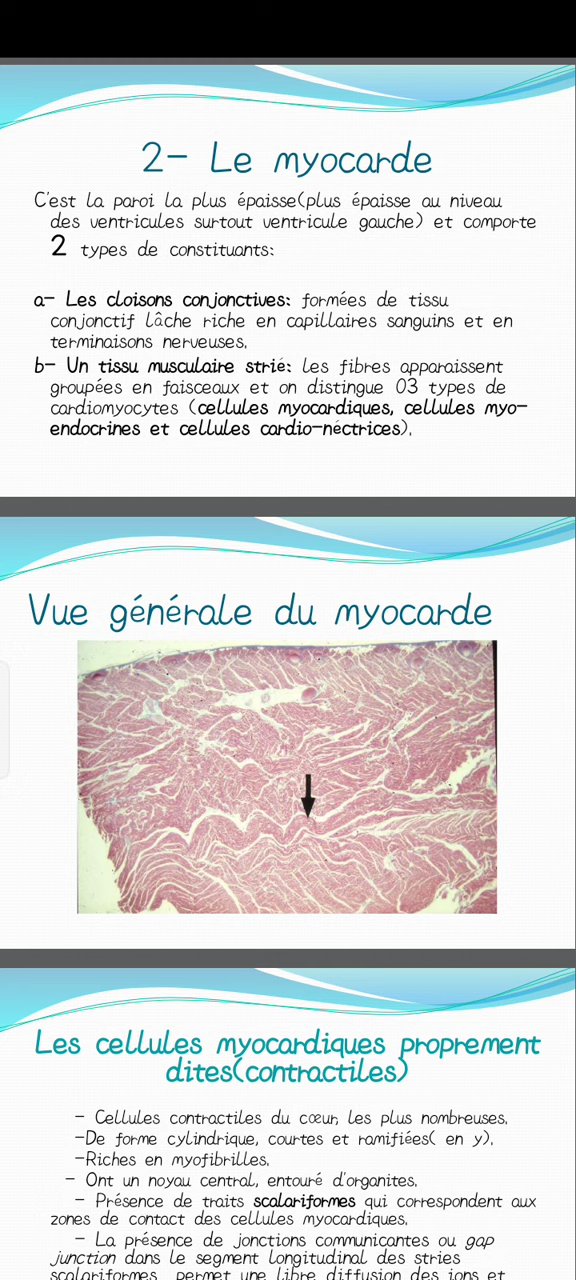 2- Le myocarde
C'est la paroi la plus épaisse(plus épaisse au niveau
des ventricules surtout ventricule gauche) et comporte
2 types de constituants:
a- Les cloisons conjonctives: formées de tissu
conjonctif lâche riche en capillaires sanguins et en
terminaisons nerveuses.
b- Un tissu musculaire strié: les fibres apparaissent
groupées en faisceaux et on distingue 03 types de
cardiomyocytes (cellules myocardiques, cellules myo-
endocrines et cellules cardio-néctrices).
Vue générale du myocarde
Les cellules myocardiques proprement
dites(contractiles)
- Cellules contractiles du cœur, les plus nombreuses.
-De forme cylindrique, courtes et ramifiées( en y).
-Riches en myofibrilles.
- Ont un noyau central, entouré d'organites.
- Présence de traits scalariformes qui correspondent aux
zones de contact des cellules myocardiques.
- La présence de jonctions communicantes ou gap
junction dans le segment longitudinal des stries
scalariformes permet une libre diffusion des ions et